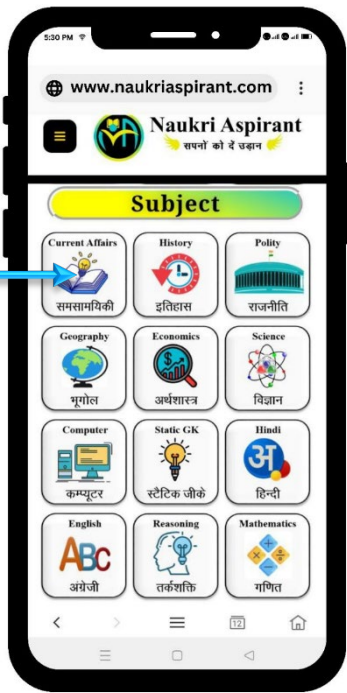 5:30 PM
www.naukriaspirant.com
Naukri Aspirant
सपनों को दें उड़ान
Subject
Current Affairs
समसामयिकी
History
इतिहास
Polity
राजनीति
Geography
भूगोल
Economics
अर्थशास्त्र
Science
विज्ञान
Computer
कम्प्यूटर
Static GK
स्टैटिक जीके
Hindi
अ
हिन्दी
English
ABC
अंग्रेजी
Reasoning
तर्कशक्ति
Mathematics
गणित
12